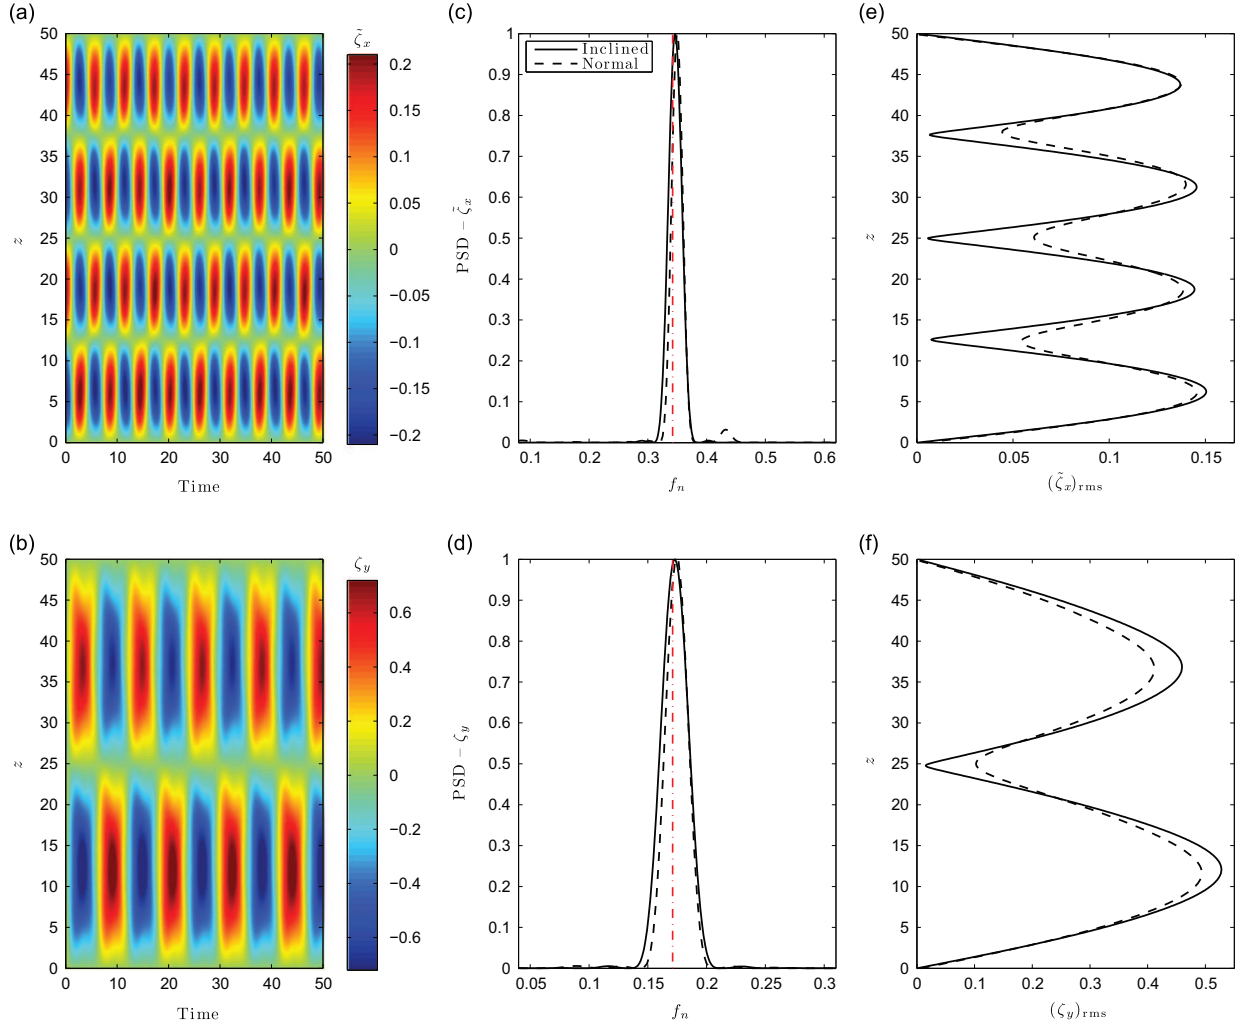 (a)
50
45
40
35
30
25
20
15
10
5
0
z
0 10 20 30 40 50
Time
ζ̃x
0.2
0.15
0.1
0.05
0
−0.05
−0.1
−0.15
−0.2
(c)
Inclined
Normal
1
0.9
0.8
0.7
0.6
0.5
0.4
0.3
0.2
0.1
0
PSD – ζ̃x
0.1 0.2 0.3 0.4 0.5 0.6
fn
(e)
50
45
40
35
30
25
20
15
10
5
0
z
0 0.05 0.1 0.15
(ζ̃x)rms
(b)
50
45
40
35
30
25
20
15
10
5
0
z
0 10 20 30 40 50
Time
ζy
0.6
0.4
0.2
0
−0.2
−0.4
−0.6
(d)
1
0.9
0.8
0.7
0.6
0.5
0.4
0.3
0.2
0.1
0
PSD – ζy
0.05 0.1 0.15 0.2 0.25 0.3
fn
(f)
50
45
40
35
30
25
20
15
10
5
0
z
0 0.1 0.2 0.3 0.4 0.5
(ζy)rms